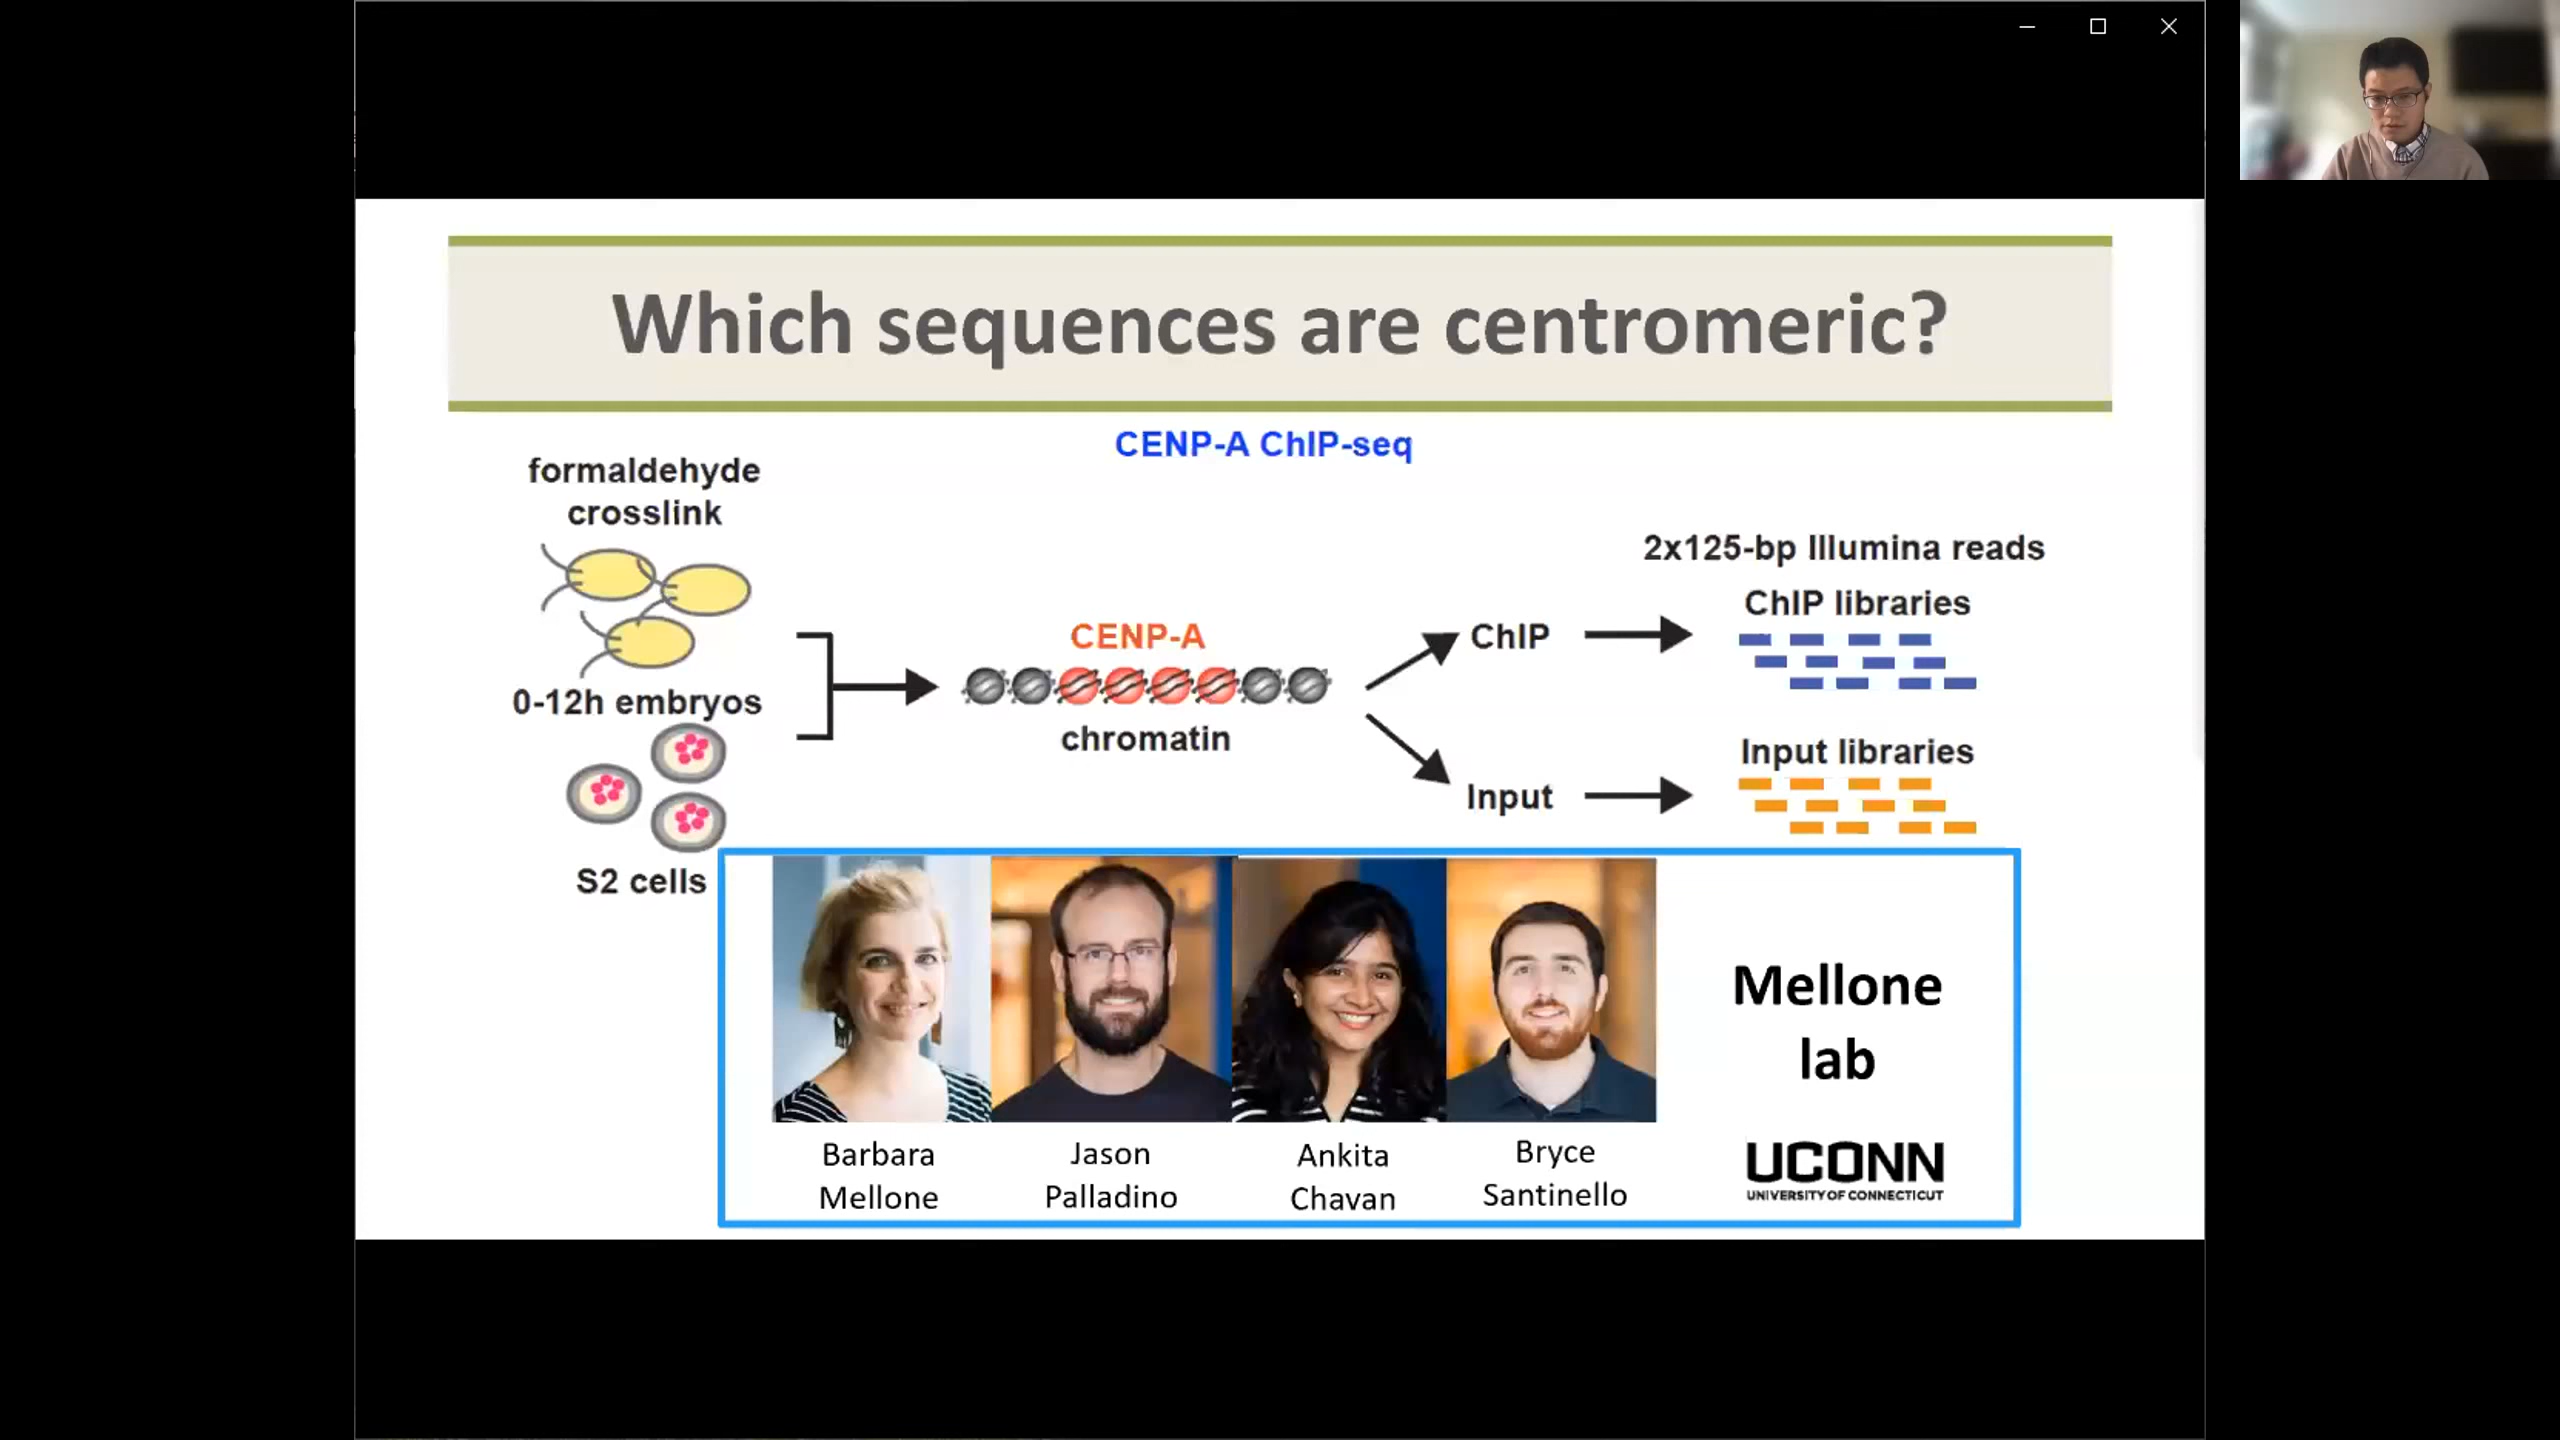 Which sequences are centromeric?
CENP-A ChIP-seq
formaldehyde
crosslink
0-12h embryos
S2 cells
CENP-A
chromatin
ChIP
Input
2x125-bp Illumina reads
ChIP libraries
Input libraries
Barbara
Mellone
Jason
Palladino
Ankita
Chavan
Bryce
Santinello
Mellone
lab
UCONN
UNIVERSITY OF CONNECTICUT